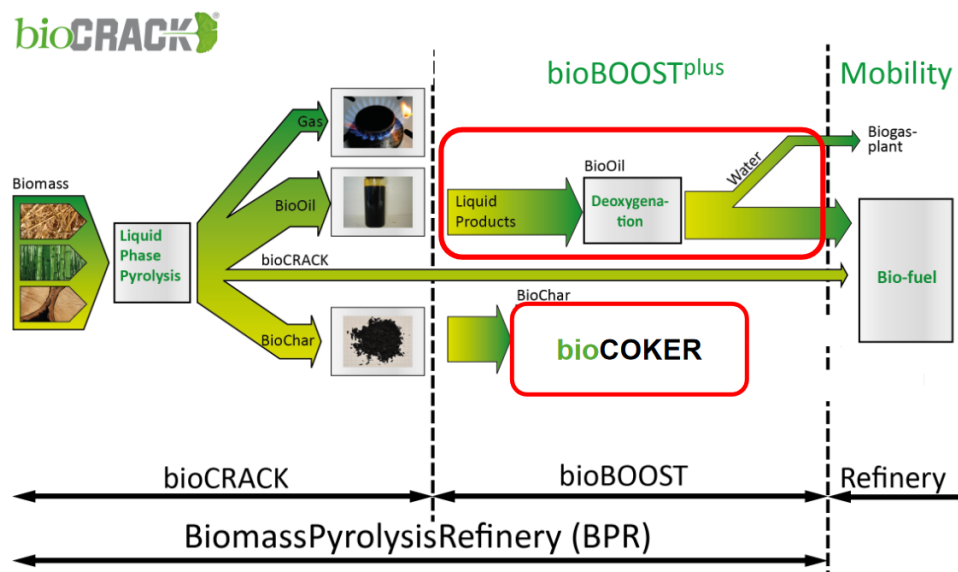 bioCRACK
bioBOOSTplus
Mobility
Gas
Biogas-
plant
Biomass
BioOil
Water
BioOil
Liquid
Products
Deoxygena-
tion
Liquid
Phase
Pyrolysis
bioCRACK
Bio-fuel
BioChar
BioChar
bioCOKER
bioCRACK
bioBOOST
Refinery
BiomassPyrolysisRefinery (BPR)